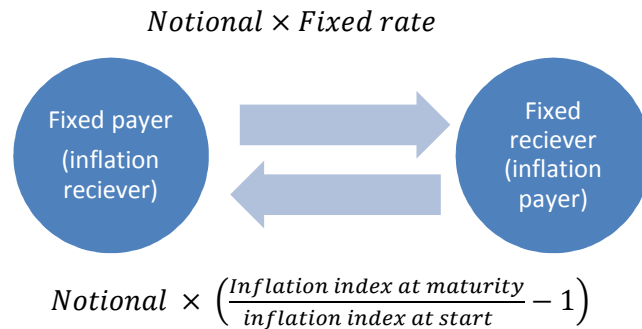 Notional × Fixed rate
Fixed payer
(inflation
reciever)
Fixed
reciever
(inflation
payer)
Notional × (Inflation index at maturity / inflation index at start − 1)